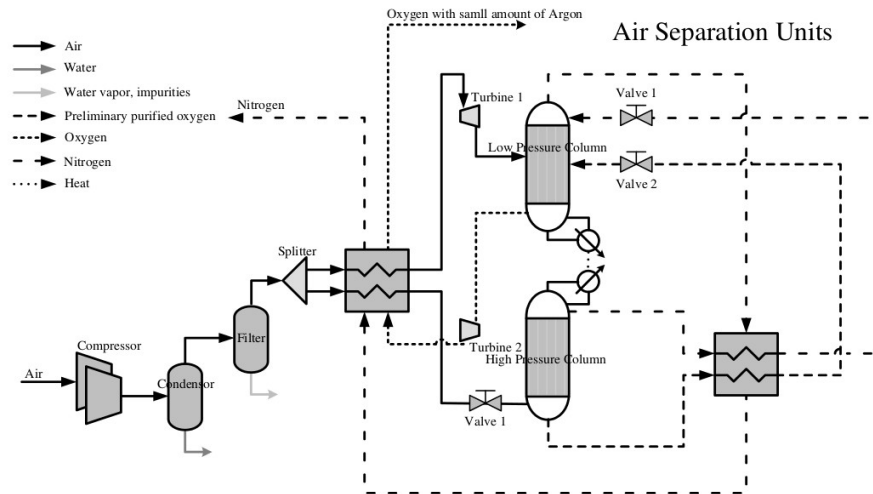 Oxygen with samll amount of Argon
Air Separation Units
Air
Water
Water vapor, impurities
Preliminary purified oxygen
Oxygen
Nitrogen
Heat
Nitrogen
Turbine 1
Valve 1
Low Pressure Column
Valve 2
Splitter
Compressor
Filter
Turbine 2
High Pressure Column
Air
Condensor
Valve 1